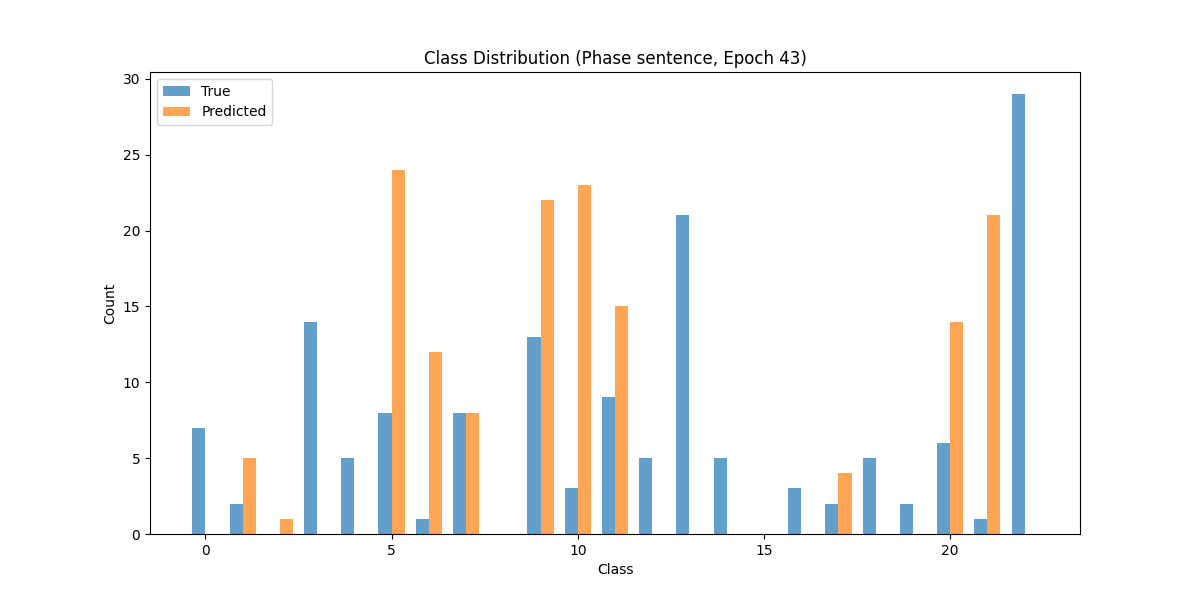 Class Distribution (Phase sentence, Epoch 43)
True
Predicted
30
25
20
15
10
5
0
Count
0 5 10 15 20
Class